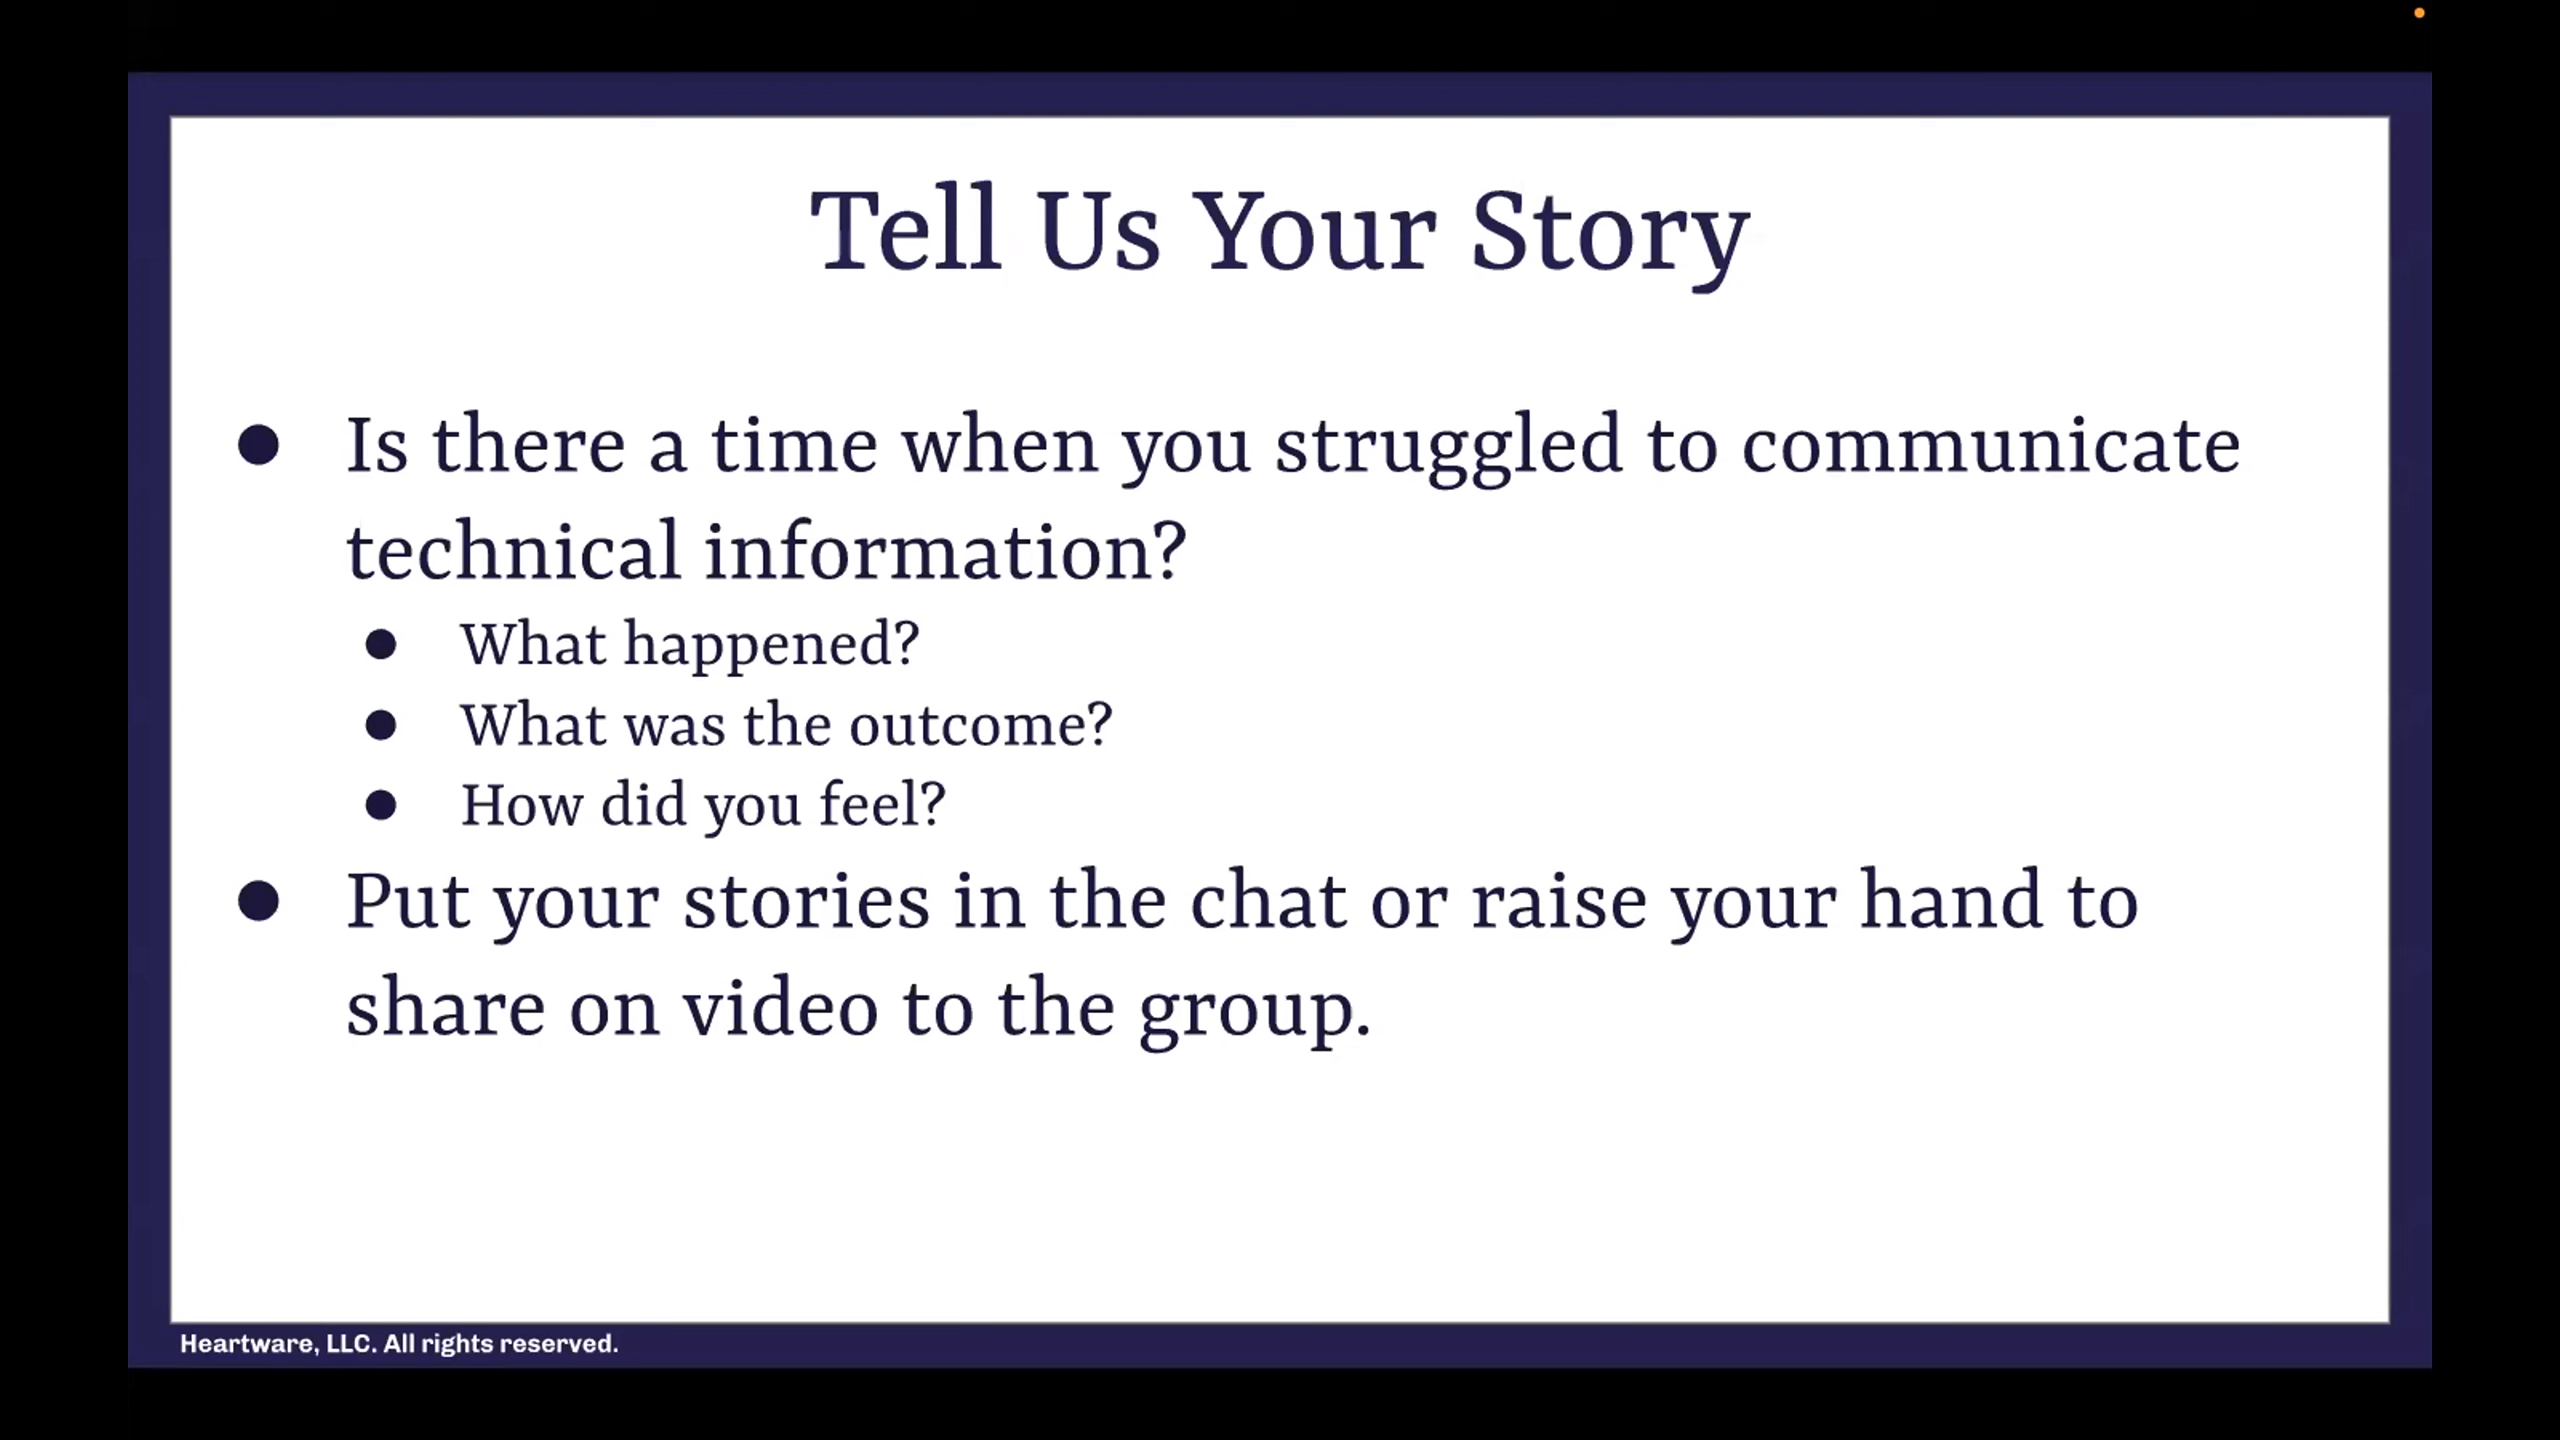 Tell Us Your Story
● Is there a time when you struggled to communicate
technical information?
● What happened?
● What was the outcome?
● How did you feel?
● Put your stories in the chat or raise your hand to
share on video to the group.
Heartware, LLC. All rights reserved.